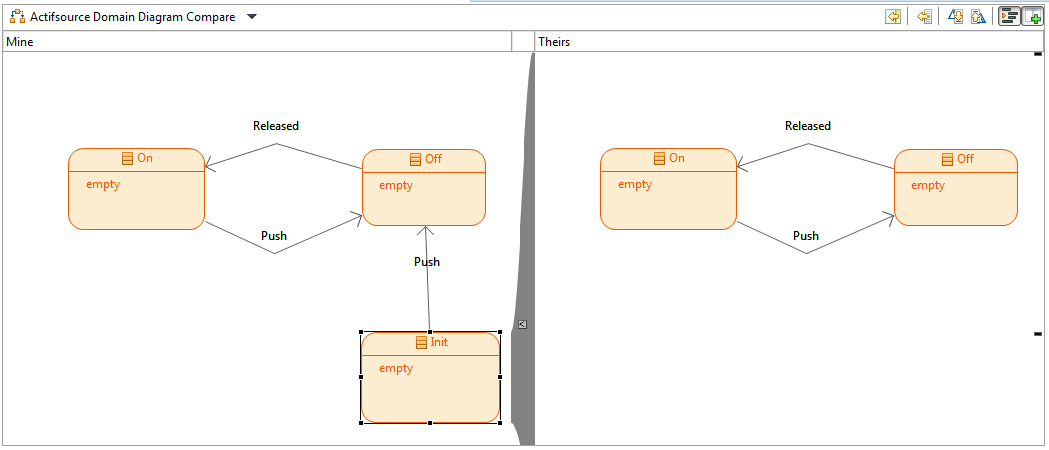 Actifsource Domain Diagram Compare
Mine
Theirs
Released
On
Off
empty
empty
Push
Push
Init
empty
Released
On
Off
empty
empty
Push